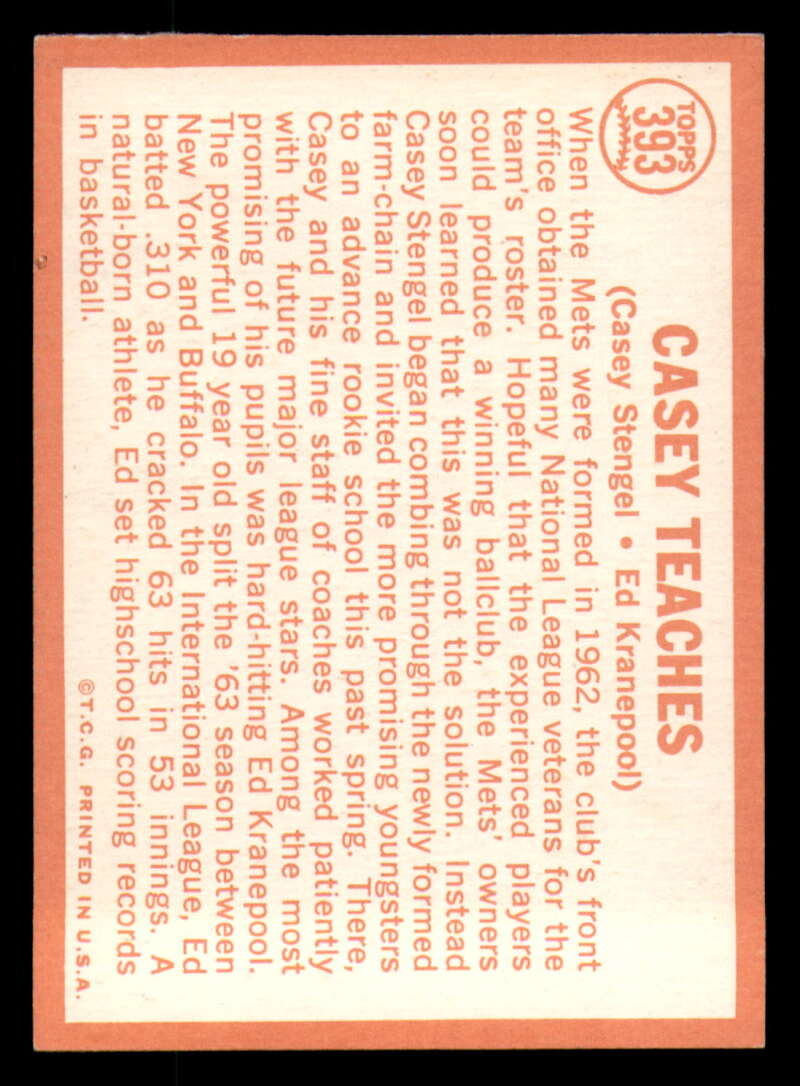 TOPPS
393
CASEY TEACHES
(Casey Stengel • Ed Kranepool)
When the Mets were formed in 1962, the club's front
office obtained many National League veterans for the
team's roster. Hopeful that the experienced players
could produce a winning ballclub, the Mets' owners
soon learned that this was not the solution. Instead
Casey Stengel began combing through the newly formed
farm-chain and invited the more promising youngsters
to an advance rookie school this past spring. There,
Casey and his fine staff of coaches worked patiently
with the future major league stars. Among the most
promising of his pupils was hard-hitting Ed Kranepool.
The powerful 19 year old split the '63 season between
New York and Buffalo. In the International League, Ed
batted .310 as he cracked 63 hits in 53 innings. A
natural-born athlete, Ed set highschool scoring records
in basketball.
©T.C.G. PRINTED IN U.S.A.